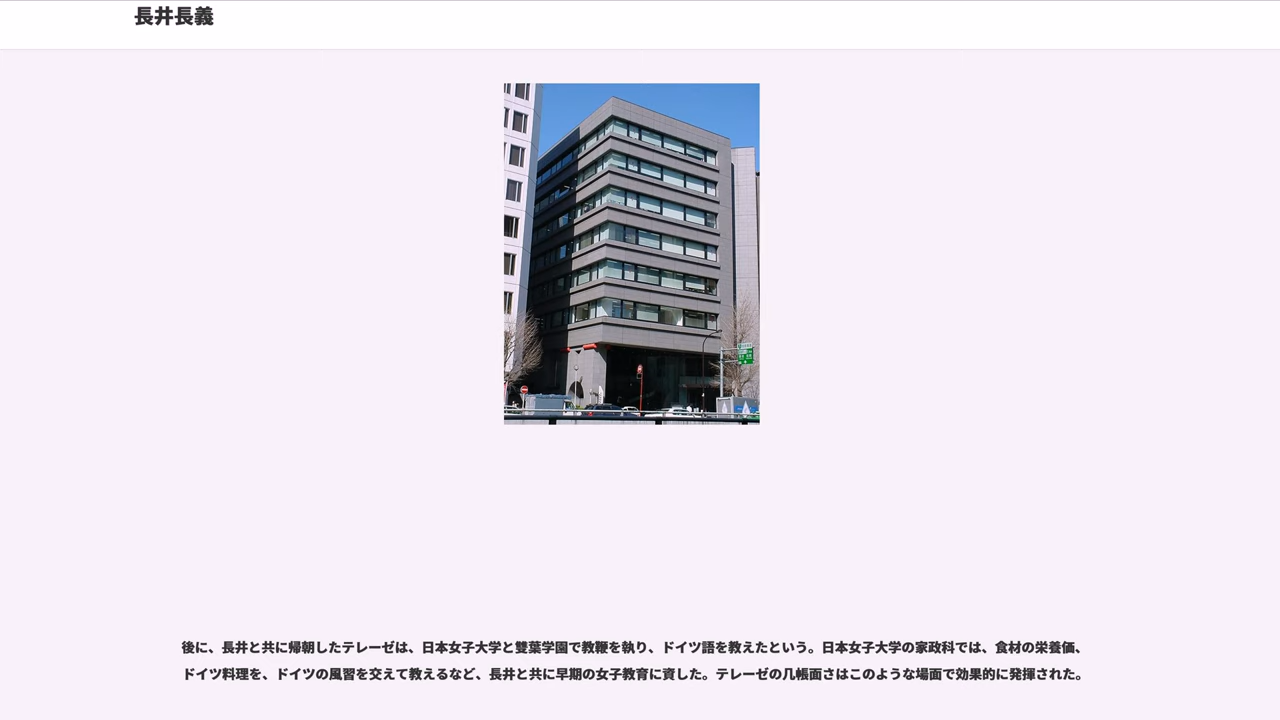 長井長義
後に、長井と共に帰朝したテレーゼは、日本女子大学と雙葉学園で教鞭を執り、ドイツ語を教えたという。日本女子大学の家政科では、食材の栄養価、
ドイツ料理を、ドイツの風習を交えて教えるなど、長井と共に早期の女子教育に資した。テレーゼの几帳面さはこのような場面で効果的に発揮された。